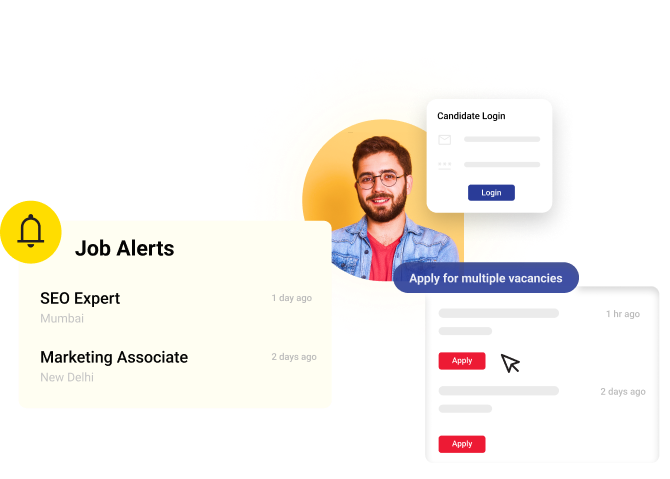 Candidate Login
Login
Job Alerts
SEO Expert
1 day ago
Mumbai
Marketing Associate
2 days ago
New Delhi
Apply for multiple vacancies
1 hr ago
Apply
2 days ago
Apply